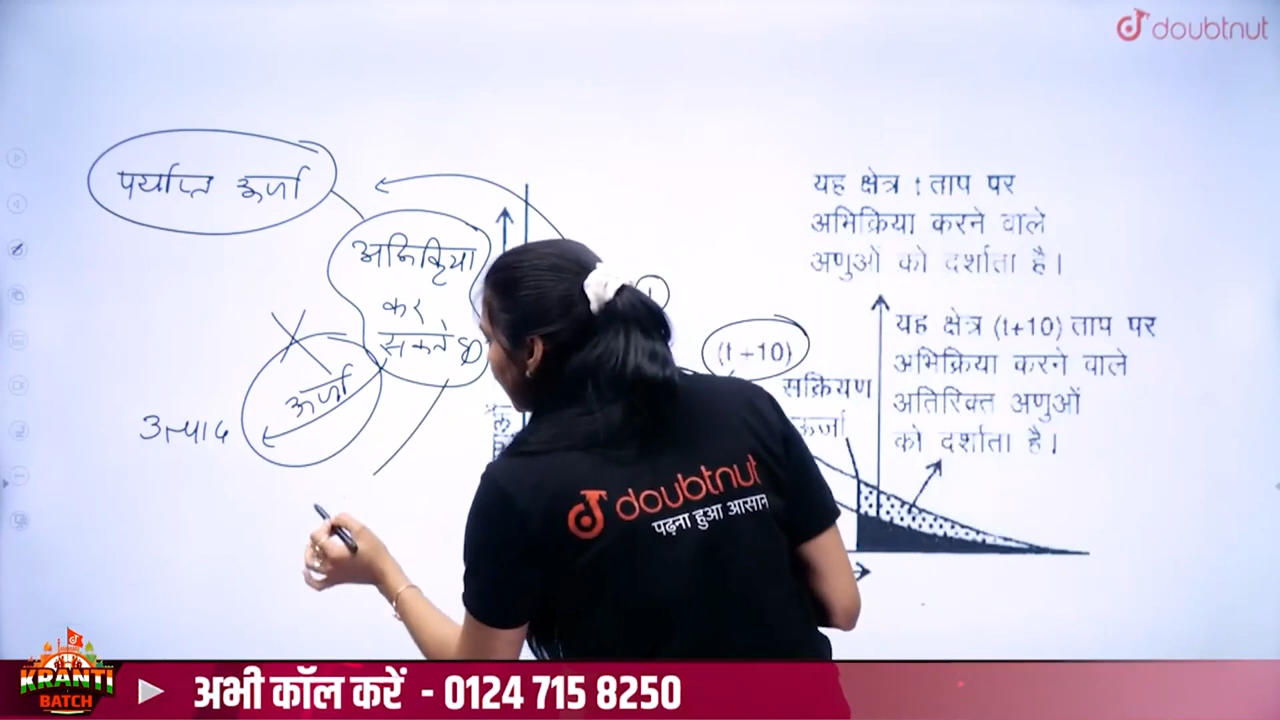 doubtnut
पर्याप्त ऊर्जा
अभिक्रिया
कर
सकते
ऊर्जा
उत्पाद
यह क्षेत्र t ताप पर
अभिक्रिया करने वाले
अणुओं को दर्शाता है।
(t +10)
सक्रियण
ऊर्जा
यह क्षेत्र (t+10) ताप पर
अभिक्रिया करने वाले
अतिरिक्त अणुओं
को दर्शाता है।
doubtnut
पढ़ना हुआ आसान
KRANTI
BATCH
अभी कॉल करें - 0124 715 8250